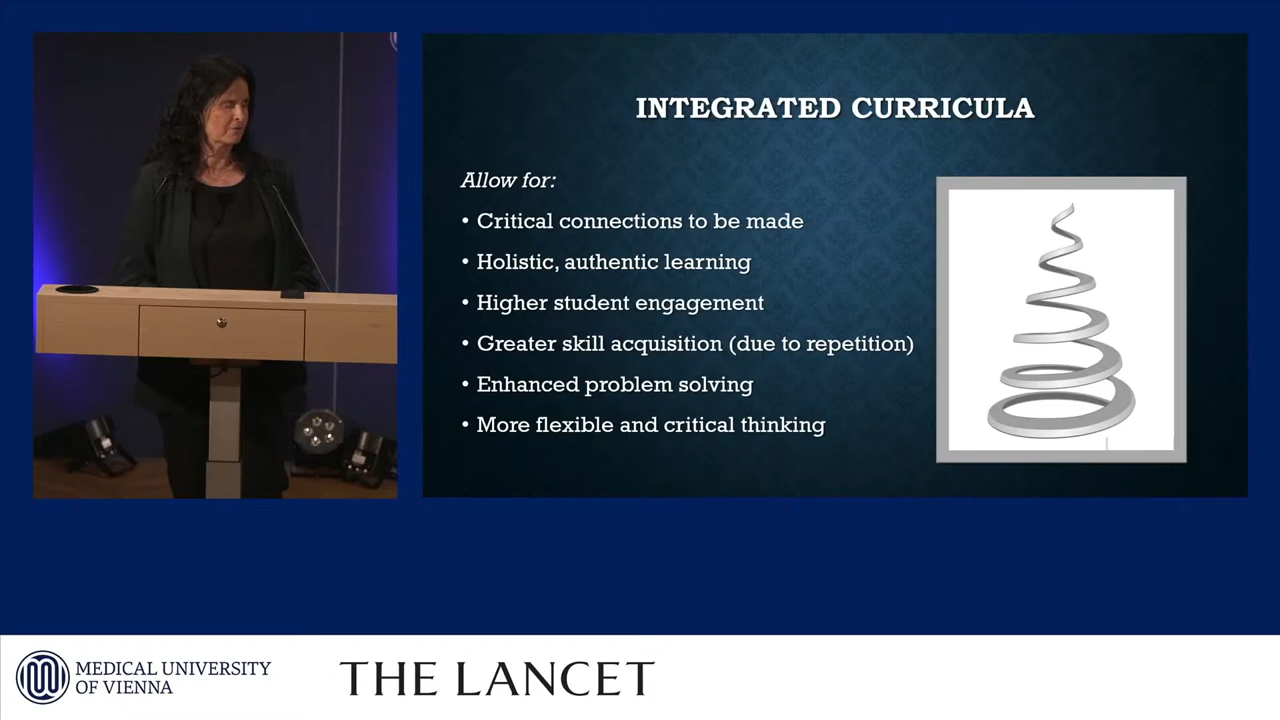 INTEGRATED CURRICULA
Allow for:
• Critical connections to be made
• Holistic, authentic learning
• Higher student engagement
• Greater skill acquisition (due to repetition)
• Enhanced problem solving
• More flexible and critical thinking
MEDICAL UNIVERSITY
OF VIENNA
THE LANCET